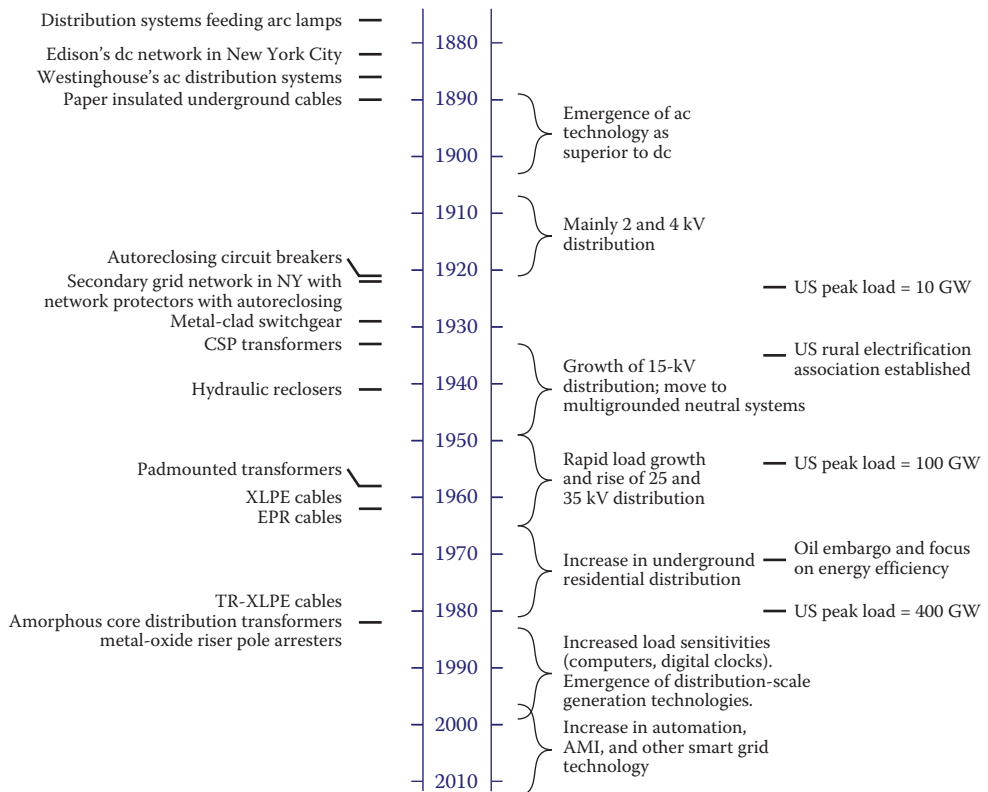 Distribution systems feeding arc lamps
Edison's dc network in New York City
Westinghouse's ac distribution systems
Paper insulated underground cables
Autoreclosing circuit breakers
Secondary grid network in NY with
network protectors with autoreclosing
Metal-clad switchgear
CSP transformers
Hydraulic reclosers
Padmounted transformers
XLPE cables
EPR cables
TR-XLPE cables
Amorphous core distribution transformers
metal-oxide riser pole arresters
1880
1890
1900
1910
1920
1930
1940
1950
1960
1970
1980
1990
2000
2010
Emergence of ac
technology as
superior to dc
Mainly 2 and 4 kV
distribution
Growth of 15-kV
distribution; move to
multigrounded neutral systems
Rapid load growth
and rise of 25 and
35 kV distribution
Increase in underground
residential distribution
Increased load sensitivities
(computers, digital clocks).
Emergence of distribution-scale
generation technologies.
Increase in automation,
AMI, and other smart grid
technology
US peak load = 10 GW
US rural electrification
association established
US peak load = 100 GW
Oil embargo and focus
on energy efficiency
US peak load = 400 GW